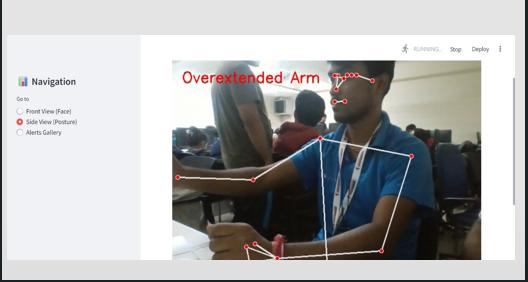 RUNNING...
Stop
Deploy
Navigation
Go to
Front View (Face)
Side View (Posture)
Alerts Gallery
Overextended Arm